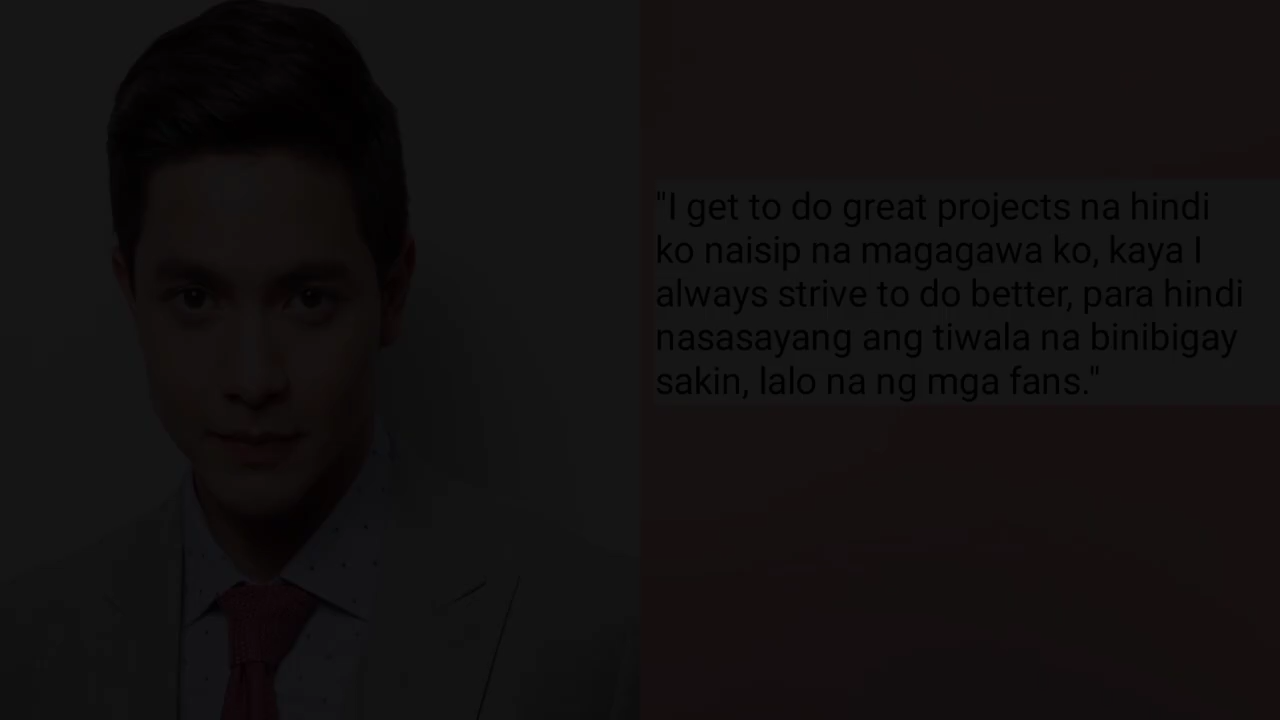 "I get to do great projects na hindi
ko naisip na magagawa ko, kaya I
always strive to do better, para hindi
nasasayang ang tiwala na binibigay
sakin, lalo na ng mga fans."